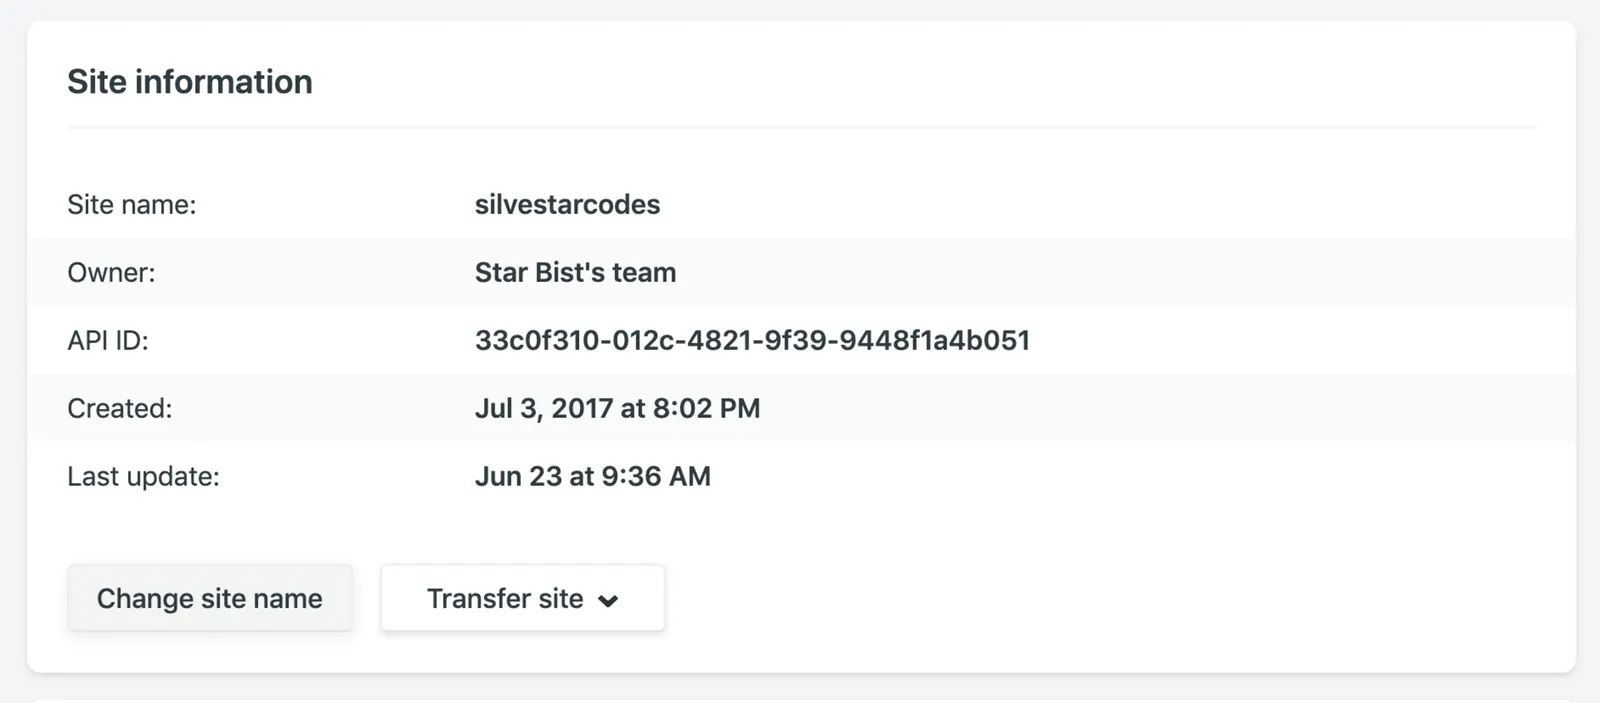 Site information
Site name: silvestarcodes
Owner: Star Bist's team
API ID: 33c0f310-012c-4821-9f39-9448f1a4b051
Created: Jul 3, 2017 at 8:02 PM
Last update: Jun 23 at 9:36 AM
Change site name Transfer site